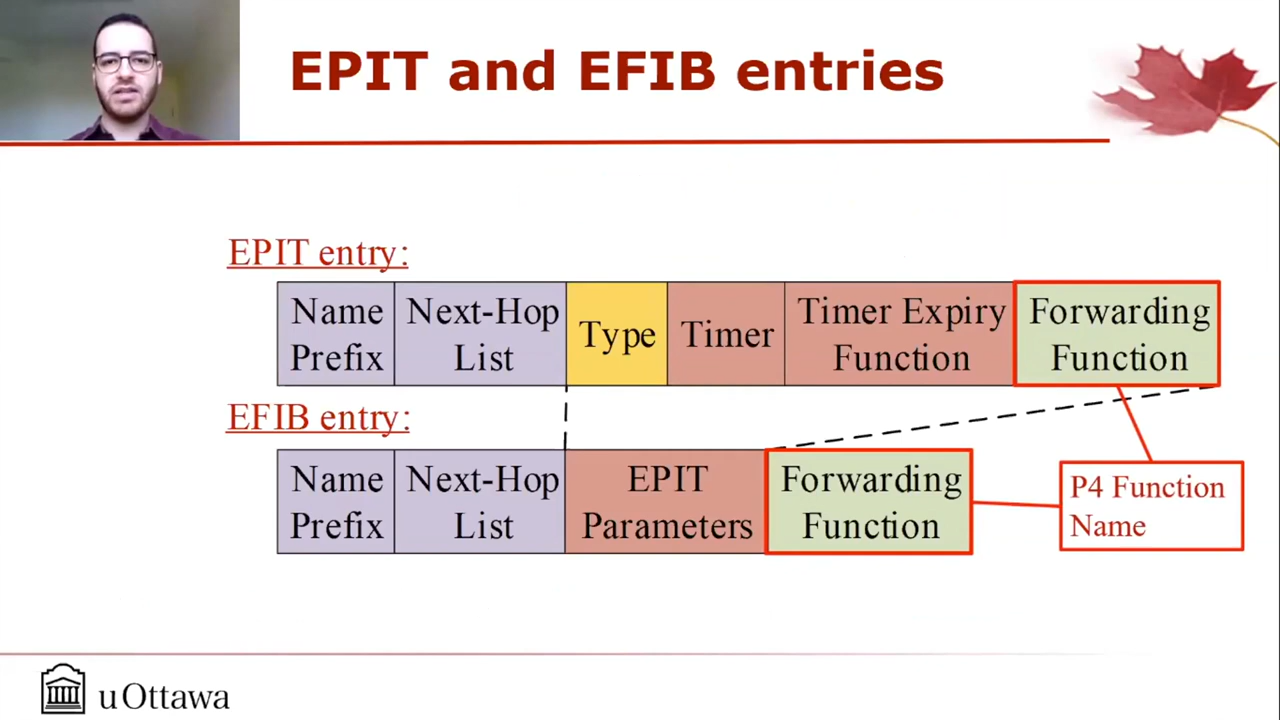 EPIT and EFIB entries
EPIT entry:
Name Prefix
Next-Hop List
Type
Timer
Timer Expiry Function
Forwarding Function
EFIB entry:
Name Prefix
Next-Hop List
EPIT Parameters
Forwarding Function
P4 Function Name
uOttawa